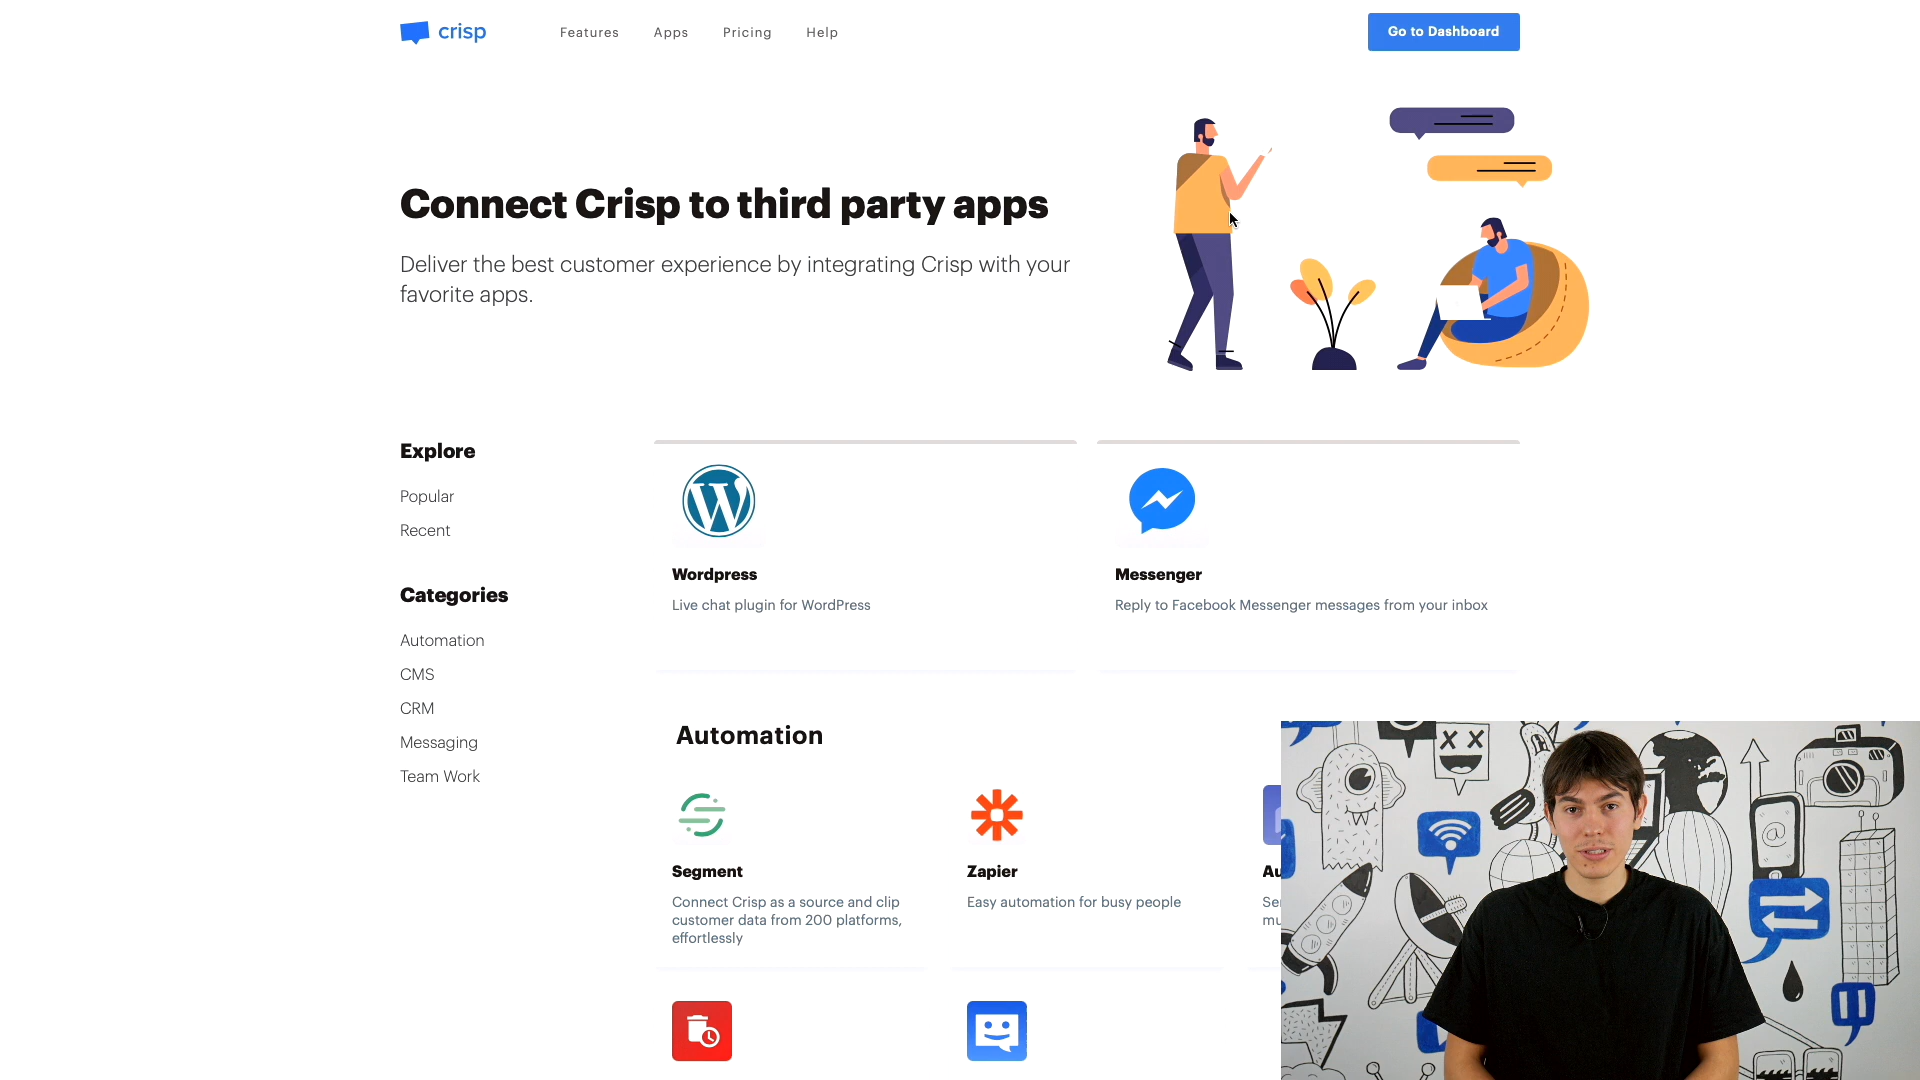 crisp
Features
Apps
Pricing
Help
Go to Dashboard
Connect Crisp to third party apps
Deliver the best customer experience by integrating Crisp with your
favorite apps.
Explore
Popular
Recent
Categories
Automation
CMS
CRM
Messaging
Team Work
Wordpress
Live chat plugin for WordPress
Messenger
Reply to Facebook Messenger messages from your inbox
Automation
Segment
Connect Crisp as a source and clip
customer data from 200 platforms,
effortlessly
Zapier
Easy automation for busy people